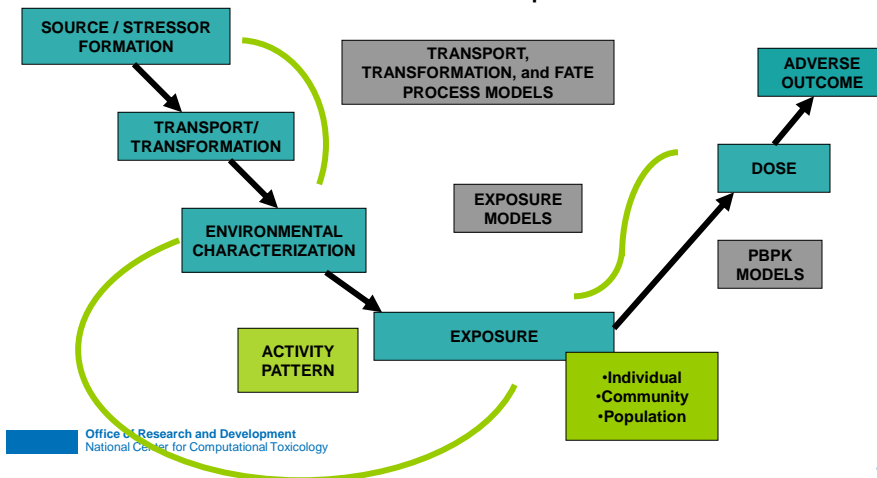 SOURCE / STRESSOR
FORMATION
TRANSPORT,
TRANSFORMATION, and FATE
PROCESS MODELS
ADVERSE
OUTCOME
TRANSPORT/
TRANSFORMATION
DOSE
EXPOSURE
MODELS
ENVIRONMENTAL
CHARACTERIZATION
PBPK
MODELS
EXPOSURE
ACTIVITY
PATTERN
•Individual
•Community
•Population
Office of Research and Development
National Center for Computational Toxicology